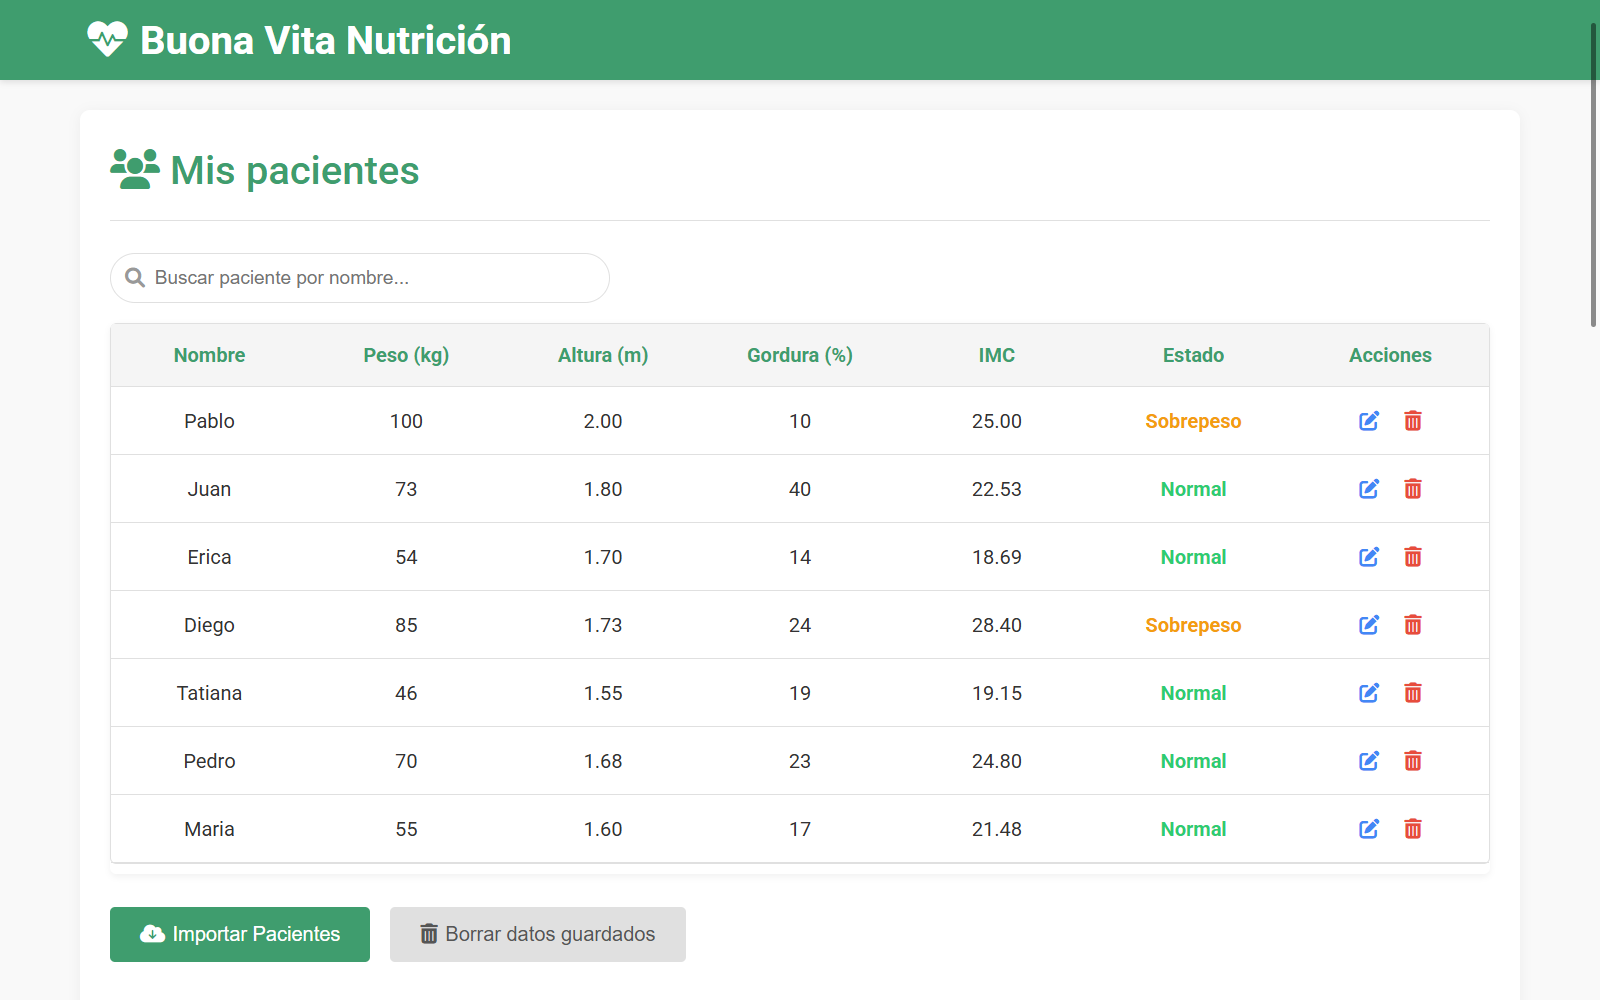 Buona Vita Nutrición
Mis pacientes
Buscar paciente por nombre...
Nombre Peso (kg) Altura (m) Gordura (%) IMC Estado Acciones
Pablo 100 2.00 10 25.00 Sobrepeso
Juan 73 1.80 40 22.53 Normal
Erica 54 1.70 14 18.69 Normal
Diego 85 1.73 24 28.40 Sobrepeso
Tatiana 46 1.55 19 19.15 Normal
Pedro 70 1.68 23 24.80 Normal
Maria 55 1.60 17 21.48 Normal
Importar Pacientes Borrar datos guardados